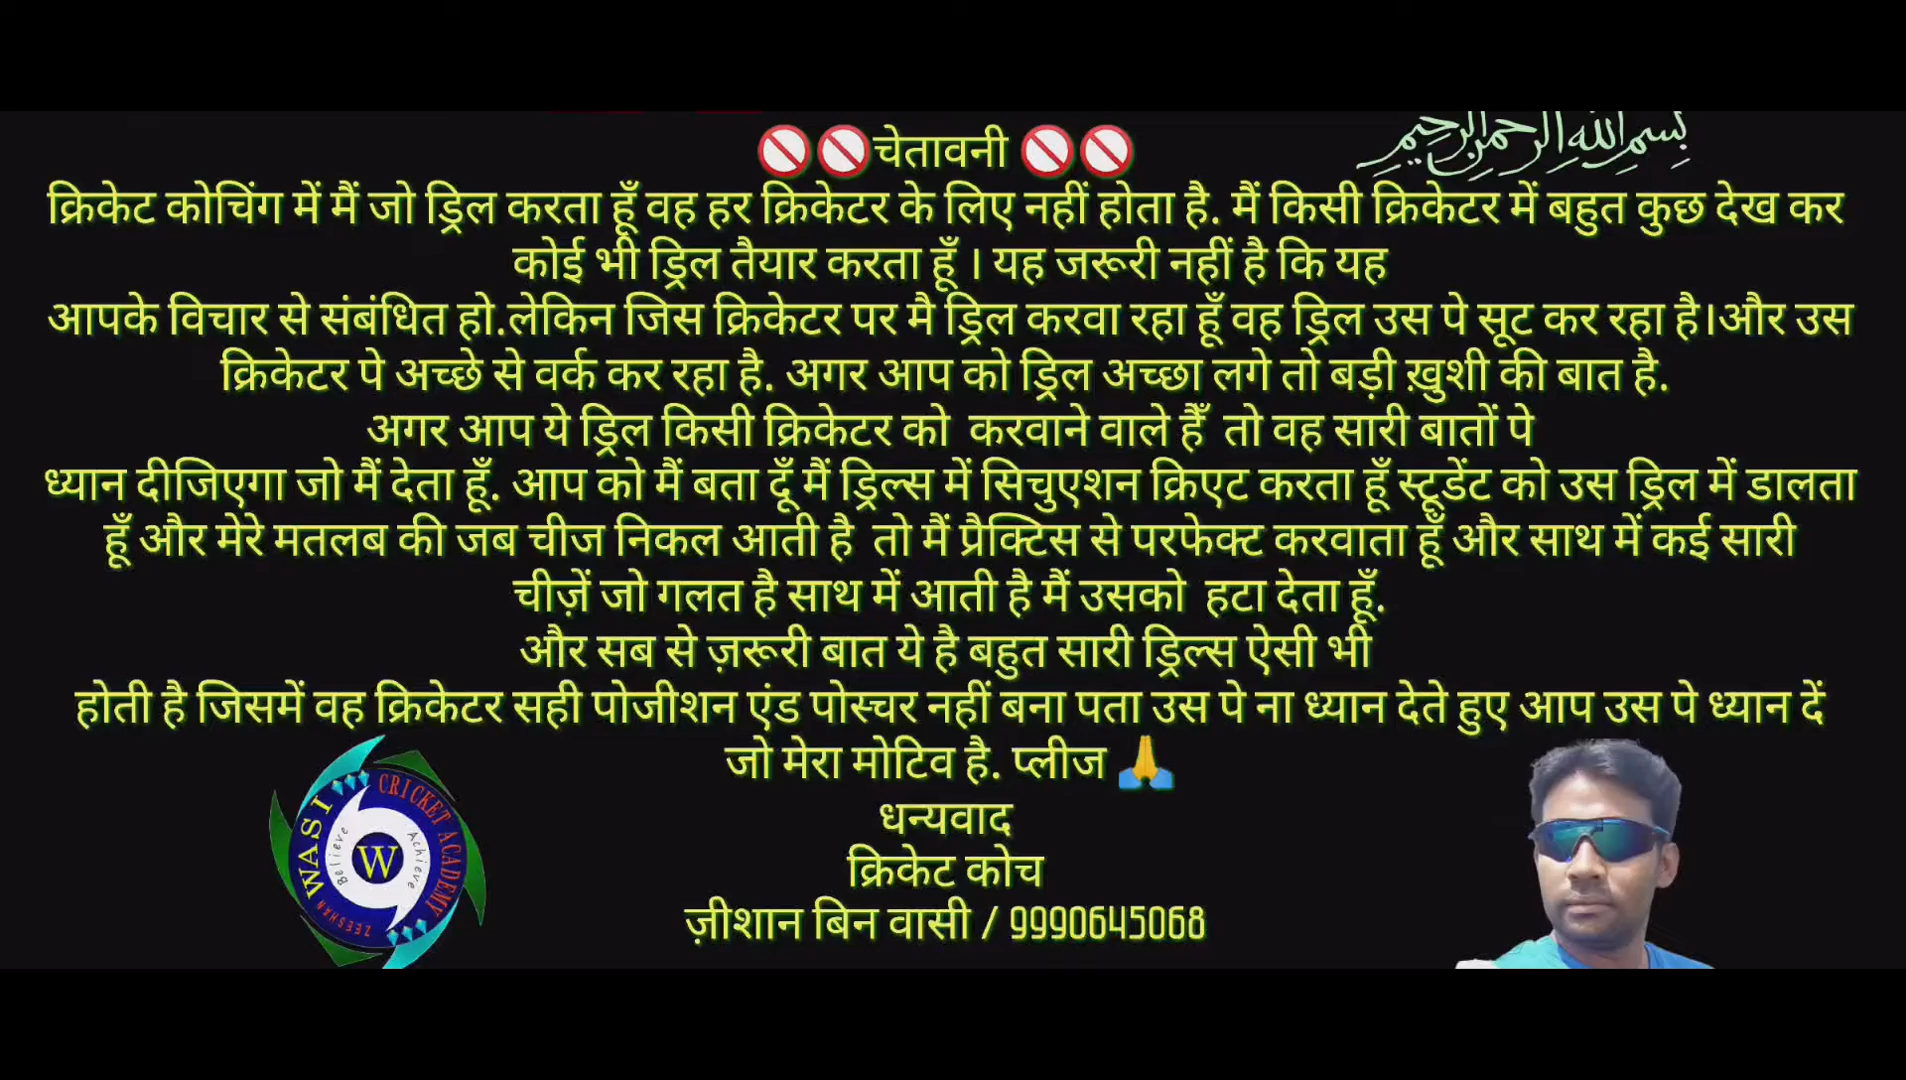 🚫🚫चेतावनी 🚫🚫
بسم الله الرحمن الرحيم
क्रिकेट कोचिंग में मैं जो ड्रिल करता हूँ वह हर क्रिकेटर के लिए नहीं होता है. मैं किसी क्रिकेटर में बहुत कुछ देख कर
कोई भी ड्रिल तैयार करता हूँ । यह जरूरी नहीं है कि यह
आपके विचार से संबंधित हो.लेकिन जिस क्रिकेटर पर मै ड्रिल करवा रहा हूँ वह ड्रिल उस पे सूट कर रहा है।और उस
क्रिकेटर पे अच्छे से वर्क कर रहा है. अगर आप को ड्रिल अच्छा लगे तो बड़ी ख़ुशी की बात है.
अगर आप ये ड्रिल किसी क्रिकेटर को करवाने वाले हैँ तो वह सारी बातों पे
ध्यान दीजिएगा जो मैं देता हूँ. आप को मैं बता दूँ मैं ड्रिल्स में सिचुएशन क्रिएट करता हूँ स्टूडेंट को उस ड्रिल में डालता
हूँ और मेरे मतलब की जब चीज निकल आती है तो मैं प्रैक्टिस से परफेक्ट करवाता हूँ और साथ में कई सारी
चीज़ें जो गलत है साथ में आती है मैं उसको हटा देता हूँ.
और सब से ज़रूरी बात ये है बहुत सारी ड्रिल्स ऐसी भी
होती है जिसमें वह क्रिकेटर सही पोजीशन एंड पोस्चर नहीं बना पता उस पे ना ध्यान देते हुए आप उस पे ध्यान दें
जो मेरा मोटिव है. प्लीज 🙏
धन्यवाद
क्रिकेट कोच
ज़ीशान बिन वासी / 9990645068
WASI CRICKET ACADEMY
Believe Achieve
W
ZEESHAN